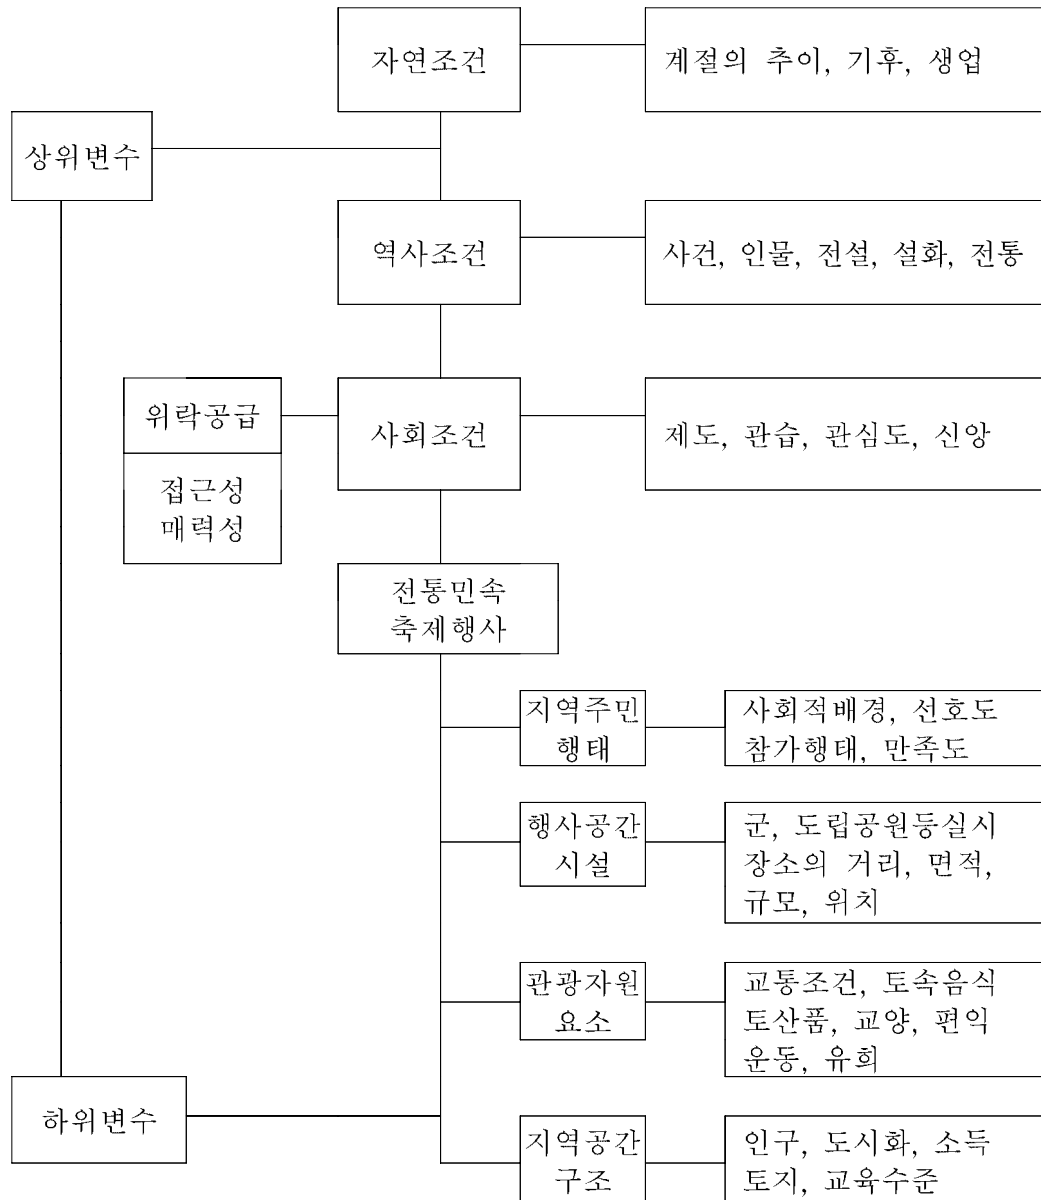 자연조건
계절의 추이, 기후, 생업
상위변수
역사조건
사건, 인물, 전설, 설화, 전통
위락공급
접근성
매력성
사회조건
제도, 관습, 관심도, 신앙
전통민속
축제행사
지역주민
행태
사회적배경, 선호도
참가행태, 만족도
행사공간
시설
군, 도립공원등실시
장소의 거리, 면적,
규모, 위치
관광자원
요소
교통조건, 토속음식
토산품, 교양, 편익
운동, 유희
하위변수
지역공간
구조
인구, 도시화, 소득
토지, 교육수준